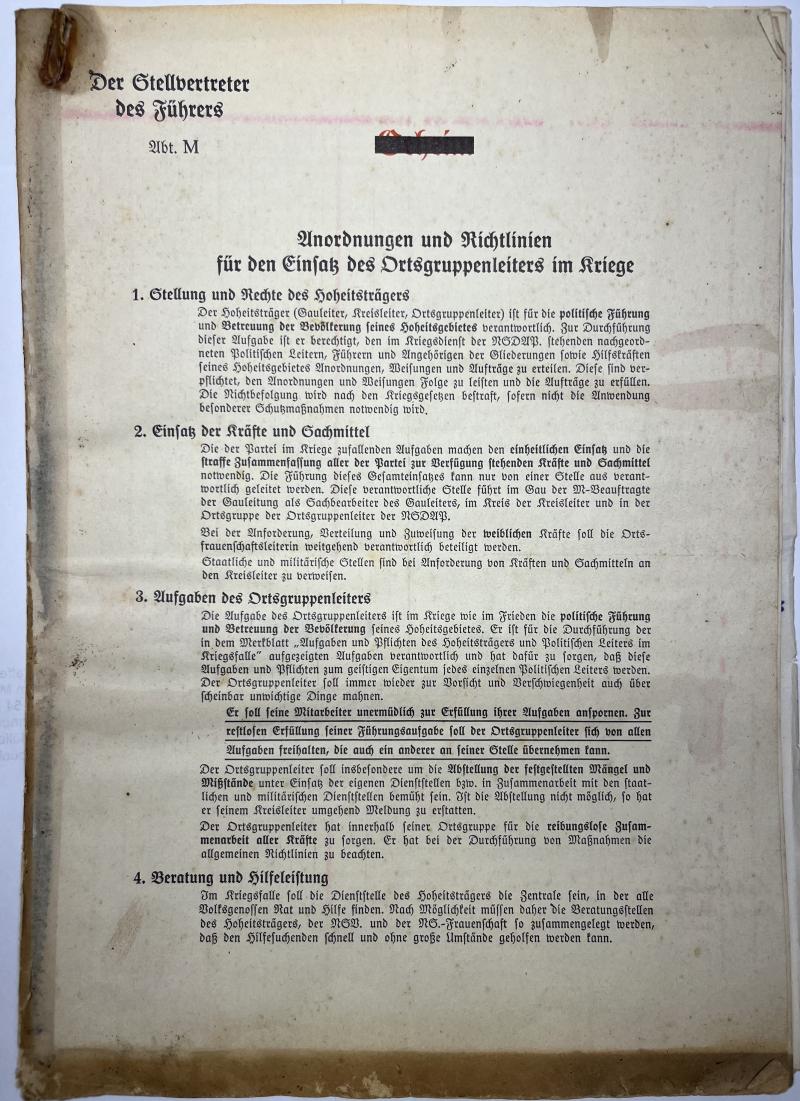 Der Stellvertreter
des Führers
Abt. M
Anordnungen und Richtlinien
für den Einsatz des Ortsgruppenleiters im Kriege
1. Stellung und Rechte des Hoheitsträgers
Der Hoheitsträger (Gauleiter, Kreisleiter, Ortsgruppenleiter) ist für die politische Führung
und Betreuung der Bevölkerung seines Hoheitsgebietes verantwortlich. Zur Durchführung
dieser Aufgabe ist er berechtigt, den im Kriegsdienst der NSDAP. stehenden nachgeord-
neten Politischen Leitern, Führern und Angehörigen der Gliederungen sowie Hilfskräften
seines Hoheitsgebietes Anordnungen, Weisungen und Aufträge zu erteilen. Diese sind ver-
pflichtet, den Anordnungen und Weisungen Folge zu leisten und die Aufträge zu erfüllen.
Die Nichtbefolgung wird nach den Kriegsgesetzen bestraft, sofern nicht die Anwendung
besonderer Schutzmaßnahmen notwendig wird.
2. Einsatz der Kräfte und Sachmittel
Die der Partei im Kriege zufallenden Aufgaben machen den einheitlichen Einsatz und die
straffe Zusammenfassung aller der Partei zur Verfügung stehenden Kräfte und Sachmittel
notwendig. Die Führung dieses Gesamteinsatzes kann nur von einer Stelle aus verant-
wortlich geleitet werden. Diese verantwortliche Stelle führt im Gau der M-Beauftragte
der Gauleitung als Sachbearbeiter des Gauleiters, im Kreis der Kreisleiter und in der
Ortsgruppe der Ortsgruppenleiter der NSDAP.
Bei der Anforderung, Verteilung und Zuweisung der weiblichen Kräfte soll die Orts-
frauenschaftsleiterin weitgehend verantwortlich beteiligt werden.
Staatliche und militärische Stellen sind bei Anforderung von Kräften und Sachmitteln an
den Kreisleiter zu verweisen.
3. Aufgaben des Ortsgruppenleiters
Die Aufgabe des Ortsgruppenleiters ist im Kriege wie im Frieden die politische Führung
und Betreuung der Bevölkerung seines Hoheitsgebietes. Er ist für die Durchführung der
in dem Merkblatt „Aufgaben und Pflichten des Hoheitsträgers und Politischen Leiters im
Kriegsfalle" aufgezeigten Aufgaben verantwortlich und hat dafür zu sorgen, daß diese
Aufgaben und Pflichten zum geistigen Eigentum jedes einzelnen Politischen Leiters werden.
Der Ortsgruppenleiter soll immer wieder zur Vorsicht und Verschwiegenheit auch über
scheinbar unwichtige Dinge mahnen.
Er soll seine Mitarbeiter unermüdlich zur Erfüllung ihrer Aufgaben anspornen. Zur
restlosen Erfüllung seiner Führungsaufgabe soll der Ortsgruppenleiter sich von allen
Aufgaben freihalten, die auch ein anderer an seiner Stelle übernehmen kann.
Der Ortsgruppenleiter soll insbesondere um die Abstellung der festgestellten Mängel und
Mißstände unter Einsatz der eigenen Dienststellen bzw. in Zusammenarbeit mit den staat-
lichen und militärischen Dienststellen bemüht sein. Ist die Abstellung nicht möglich, so hat
er seinem Kreisleiter umgehend Meldung zu erstatten.
Der Ortsgruppenleiter hat innerhalb seiner Ortsgruppe für die reibungslose Zusam-
menarbeit aller Kräfte zu sorgen. Er hat bei der Durchführung von Maßnahmen die
allgemeinen Richtlinien zu beachten.
4. Beratung und Hilfeleistung
Im Kriegsfalle soll die Dienststelle des Hoheitsträgers die Zentrale sein, in der alle
Volksgenossen Rat und Hilfe finden. Nach Möglichkeit müssen daher die Beratungsstellen
des Hoheitsträgers, der NSV. und der NS.-Frauenschaft so zusammengelegt werden,
daß den Hilfesuchenden schnell und ohne große Umstände geholfen werden kann.